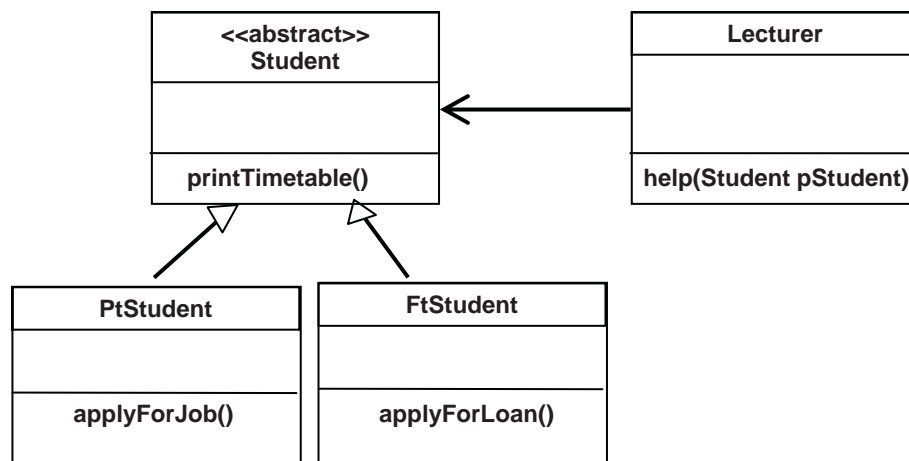 <<abstract>>
Student
printTimetable()
Lecturer
help(Student pStudent)
PtStudent
applyForJob()
FtStudent
applyForLoan()